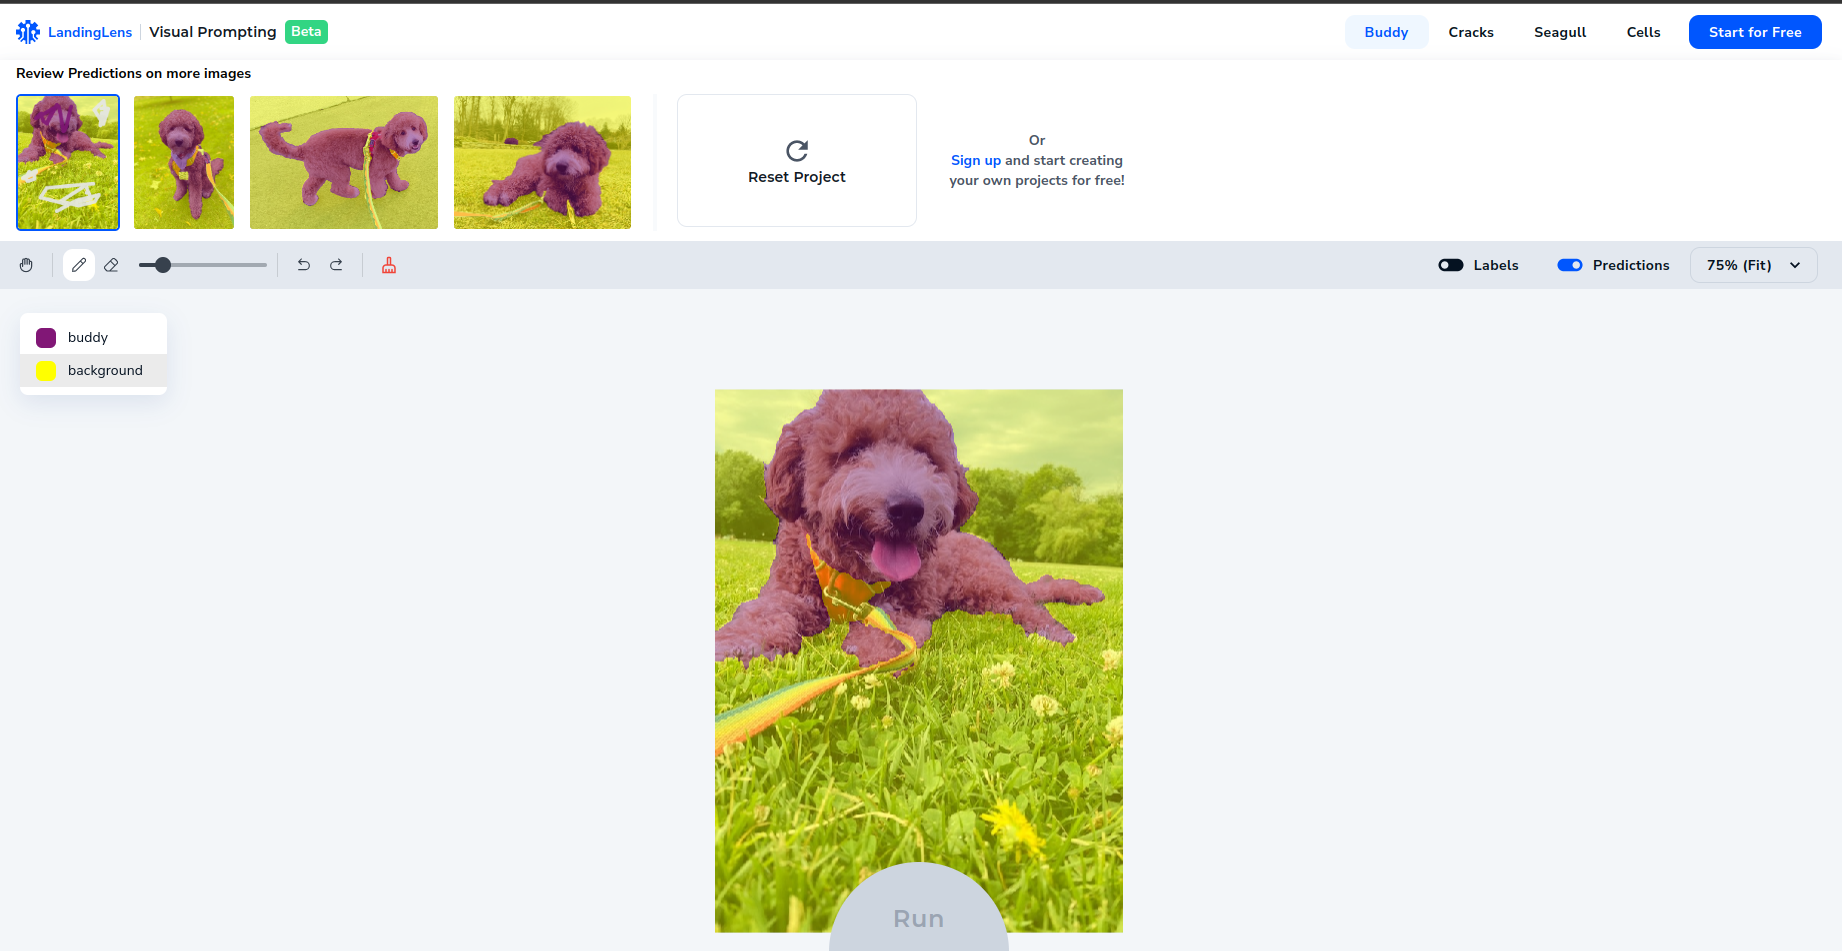 LandingLens Visual Prompting Beta
Buddy Cracks Seagull Cells Start for Free
Review Predictions on more images
Reset Project
Or
Sign up and start creating
your own projects for free!
Labels Predictions 75% (Fit)
buddy
background
Run